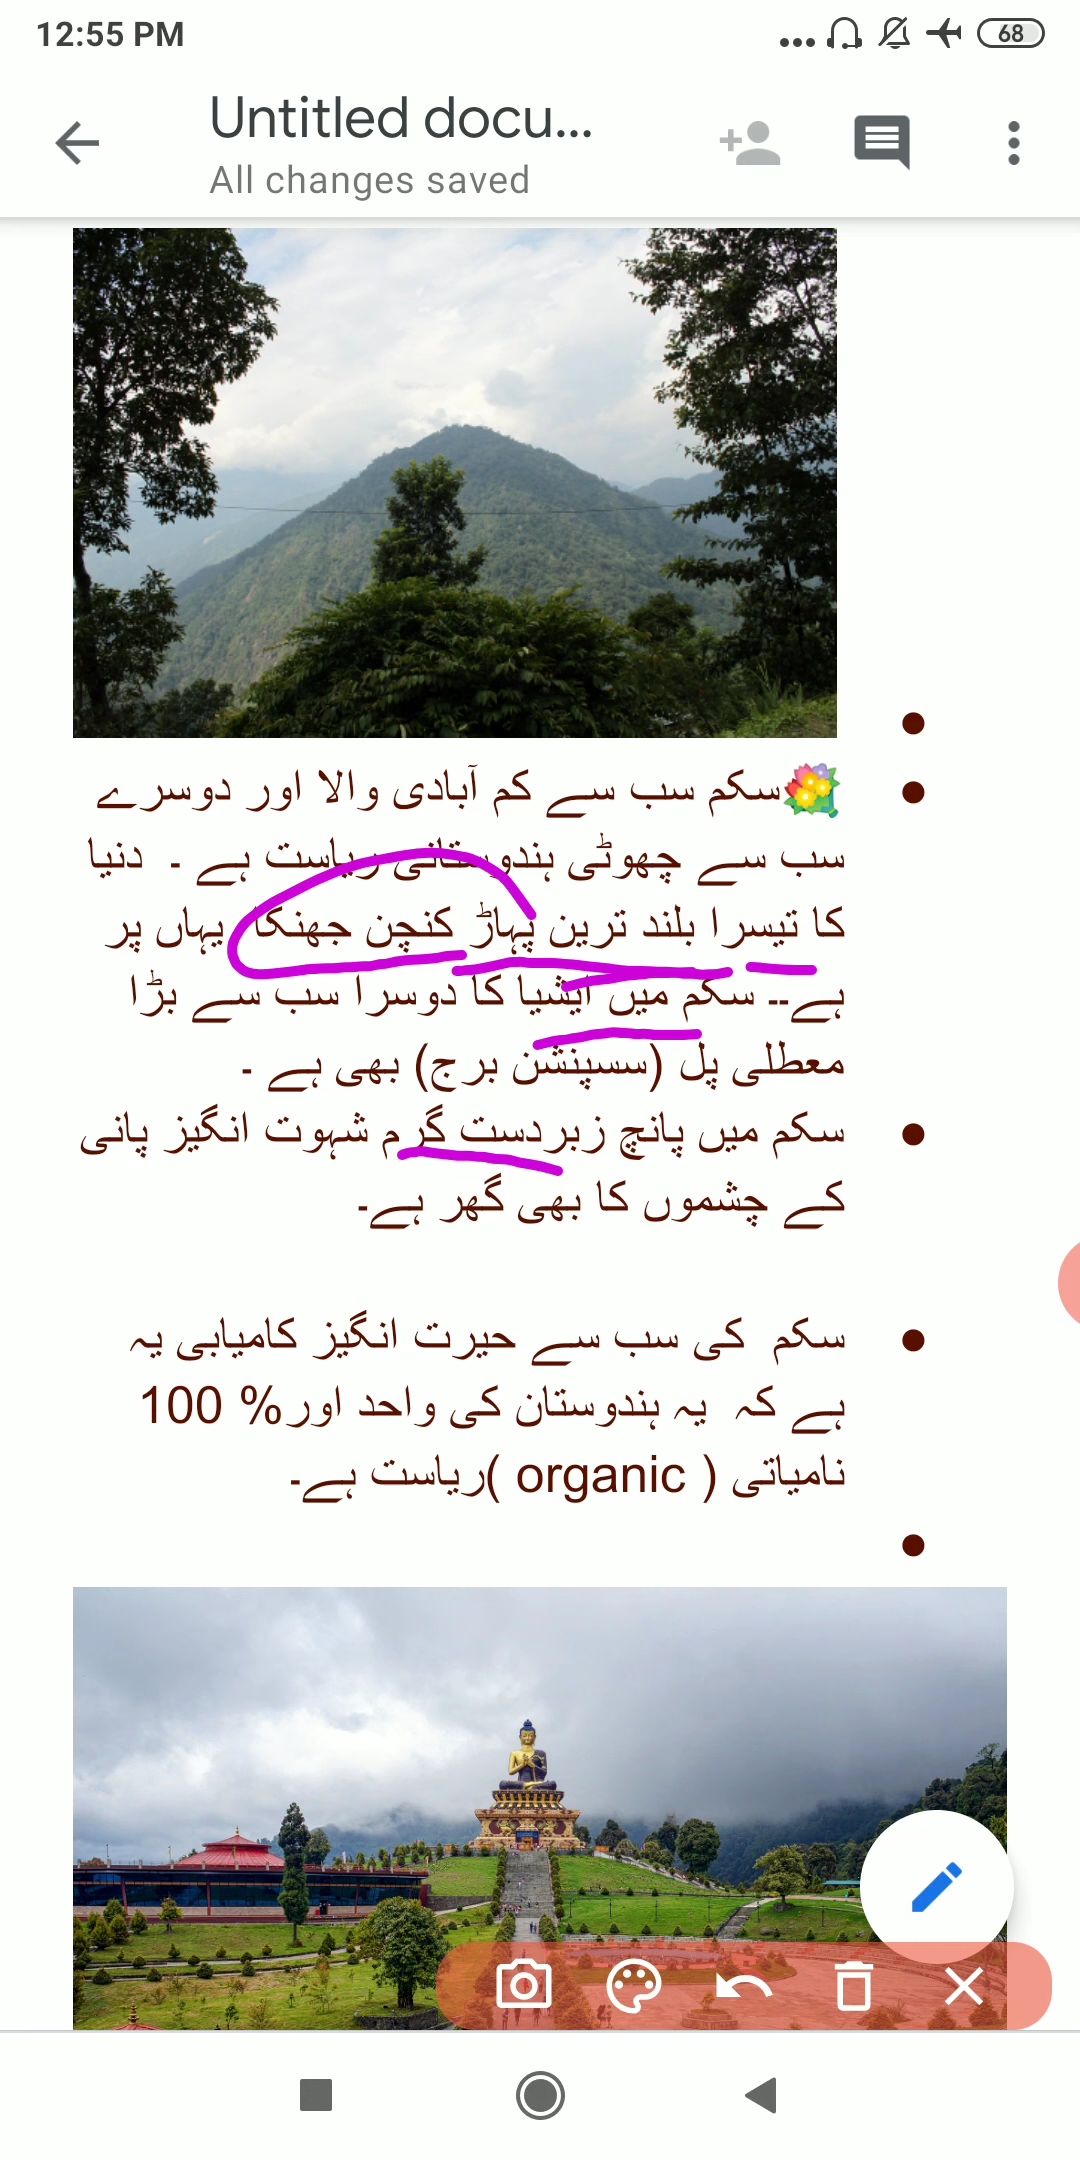 12:55 PM
68
Untitled docu...
All changes saved
سکم سب سے کم آبادی والا اور دوسرے
سب سے چھوٹی ہندوستانی ریاست ہے ۔ دنیا
کا تیسرا بلند ترین پہاڑ کنچن جھنگا یہاں پر
ہے۔۔ سکم میں ایشیا کا دوسرا سب سے بڑا
معطلی پل (سسپنشن برج) بھی ہے ۔
سکم میں پانچ زبردست گرم شہوت انگیز پانی
کے چشموں کا بھی گھر ہے۔
سکم کی سب سے حیرت انگیز کامیابی یہ
ہے کہ یہ ہندوستان کی واحد اور% 100
نامیاتی ( organic )ریاست ہے۔